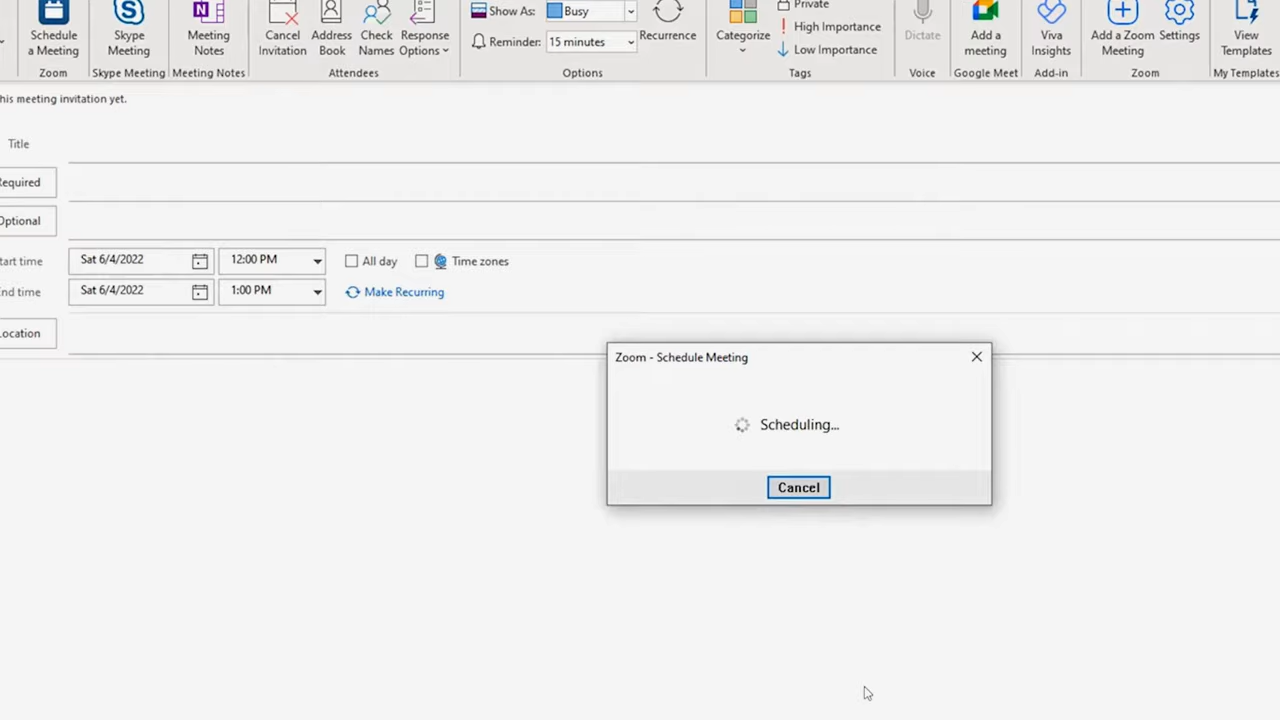 Schedule
a Meeting
Zoom
Skype
Meeting
Skype Meeting
Meeting
Notes
Meeting Notes
Cancel
Invitation
Address
Book
Check
Names
Response
Options
Attendees
Show As: Busy
Reminder: 15 minutes
Recurrence
Options
Categorize
Private
High Importance
Low Importance
Tags
Dictate
Voice
Add a
meeting
Google Meet
Viva
Insights
Add-in
Add a Zoom
Meeting
Settings
Zoom
View
Templates
My Templates
his meeting invitation yet.
Title
Required
Optional
tart time Sat 6/4/2022 12:00 PM All day Time zones
End time Sat 6/4/2022 1:00 PM Make Recurring
Location
Zoom - Schedule Meeting
Scheduling...
Cancel